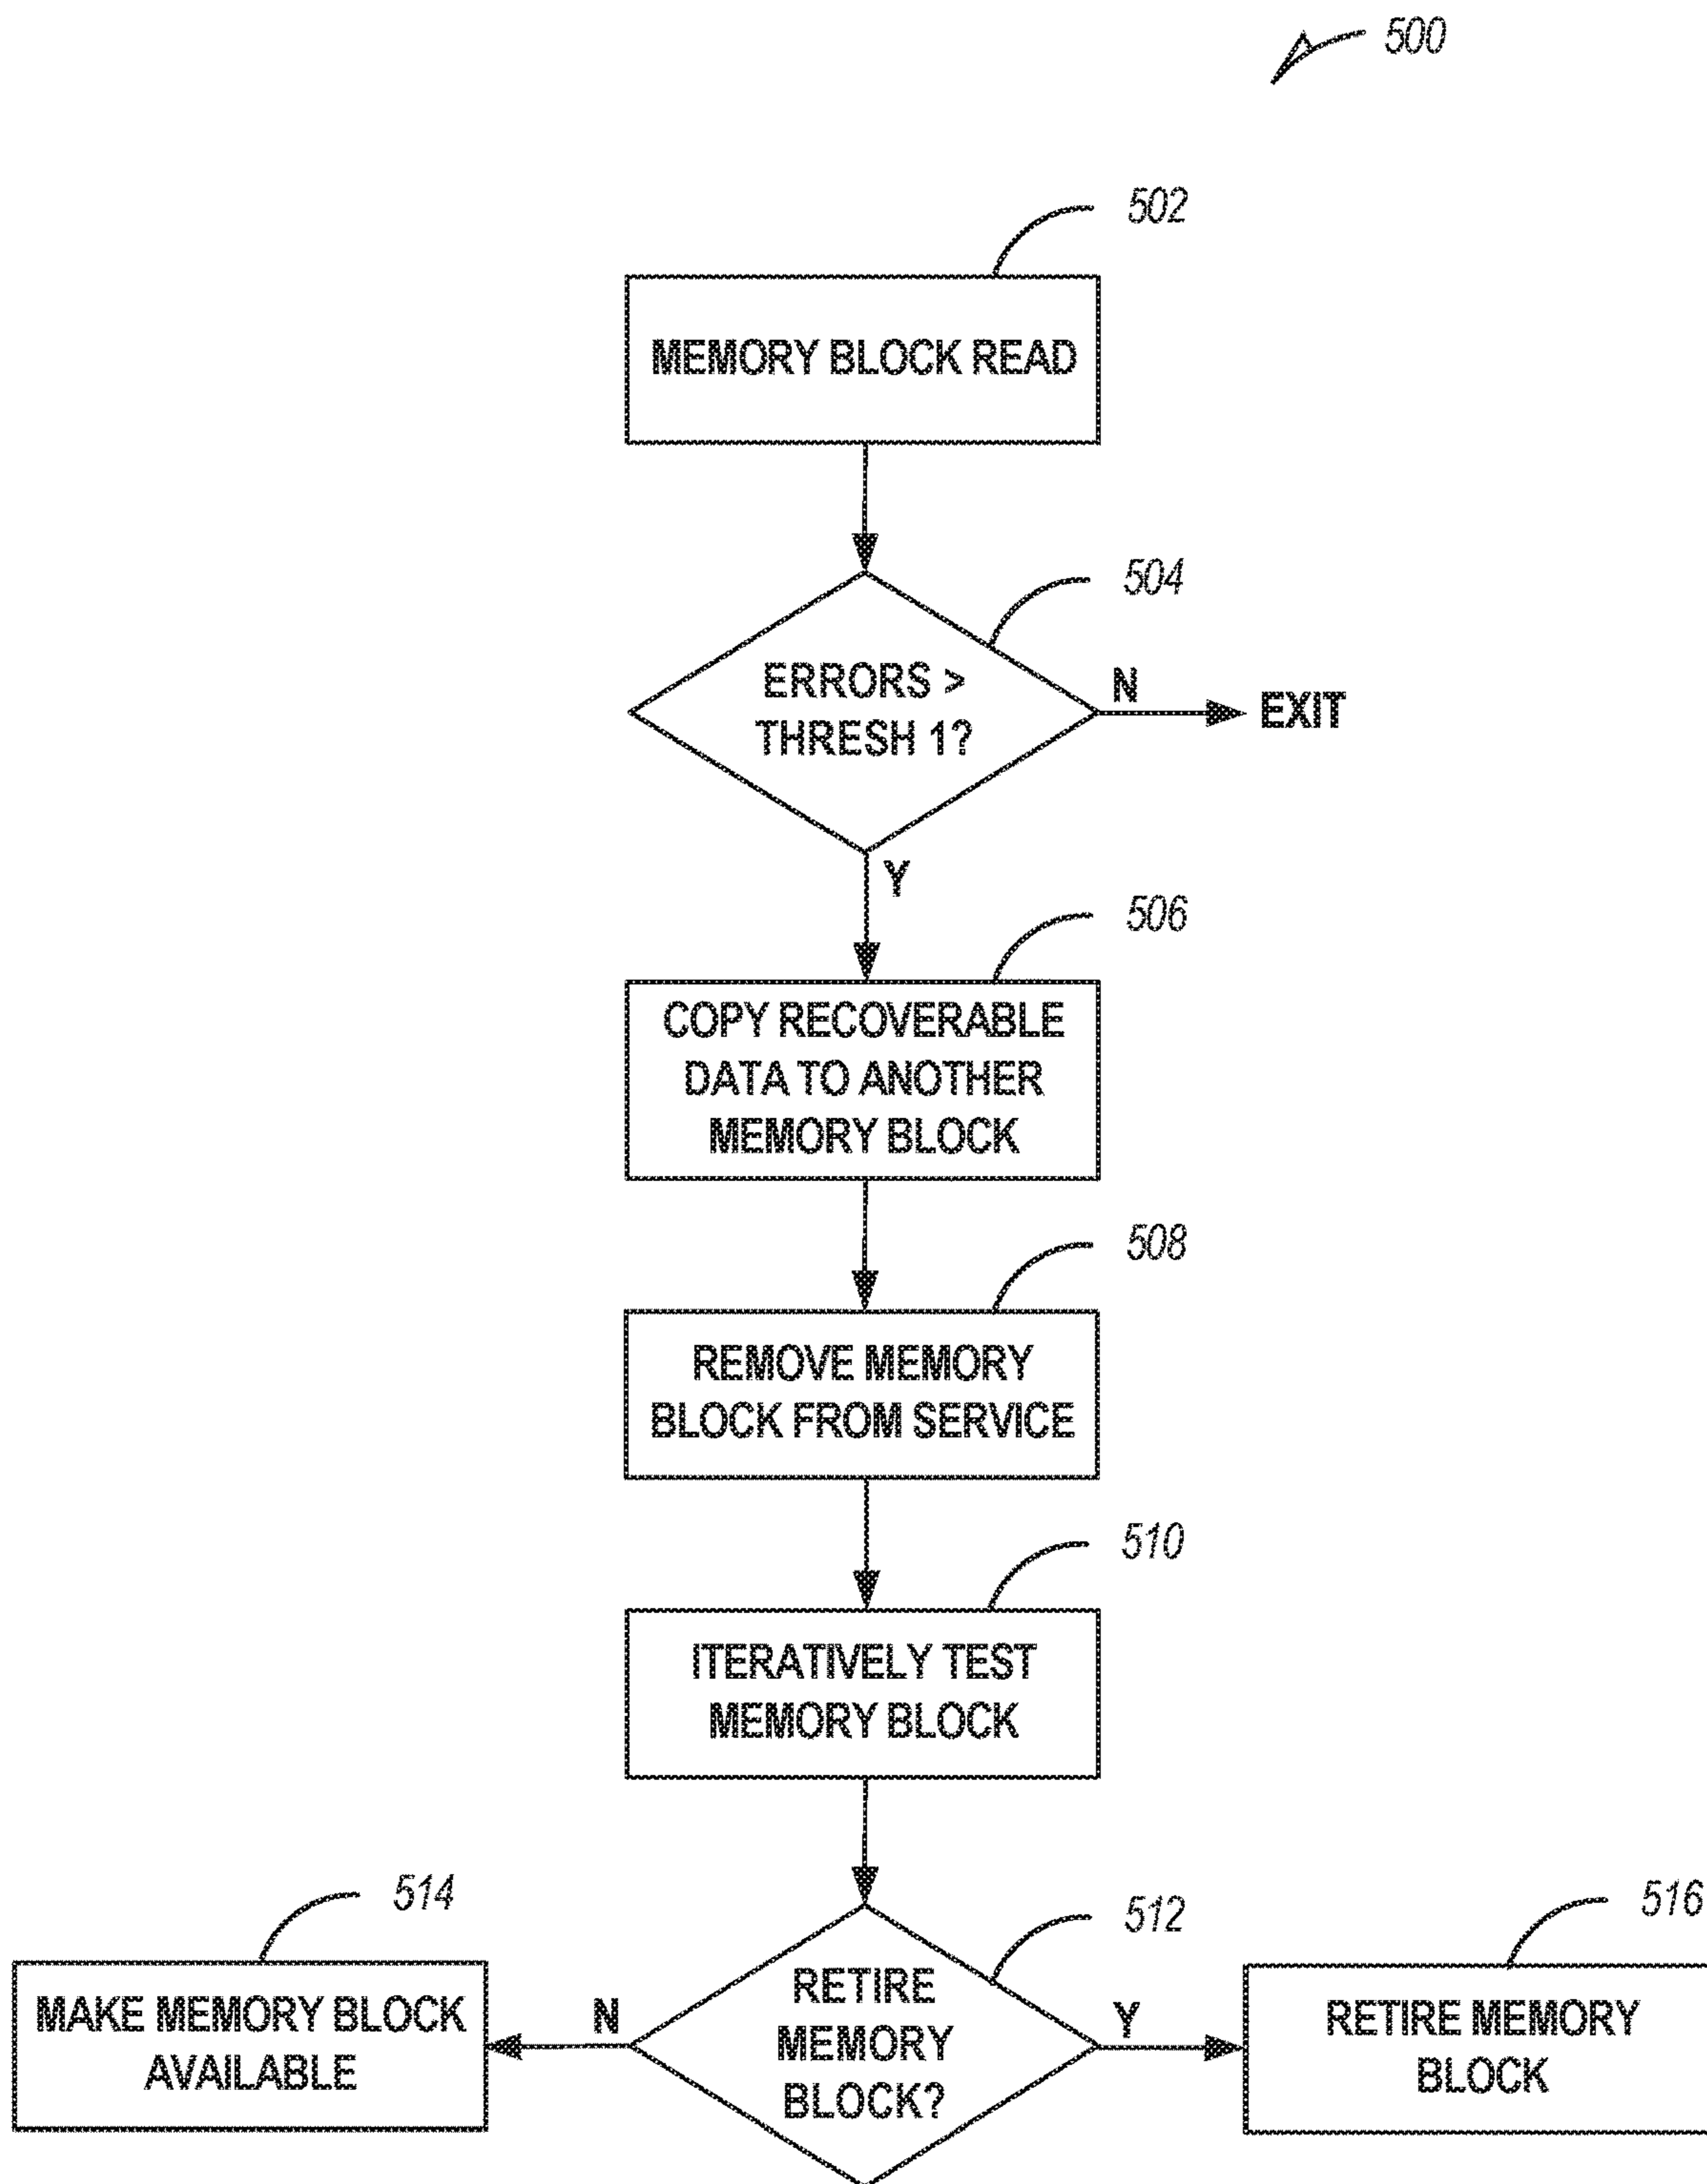 500
502
MEMORY BLOCK READ
504
ERRORS >
THRESH 1?
N
EXIT
Y
506
COPY RECOVERABLE
DATA TO ANOTHER
MEMORY BLOCK
508
REMOVE MEMORY
BLOCK FROM SERVICE
510
ITERATIVELY TEST
MEMORY BLOCK
514
512
516
MAKE MEMORY BLOCK
AVAILABLE
N
RETIRE
MEMORY
BLOCK?
Y
RETIRE MEMORY
BLOCK